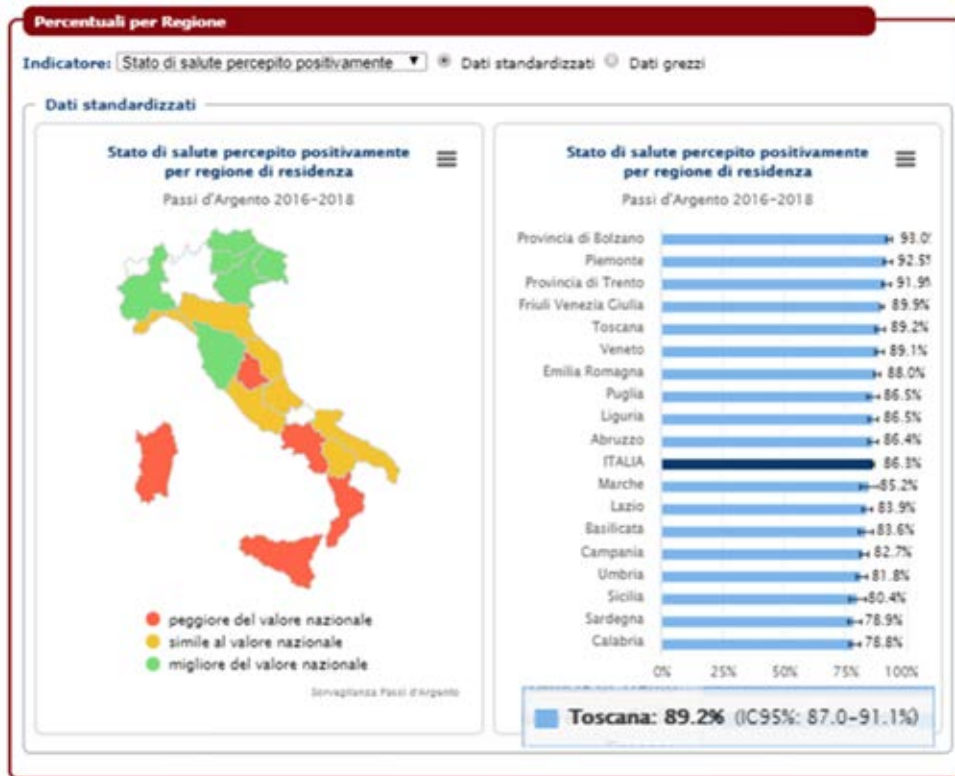 Percentuali per Regione
Indicatore: Stato di salute percepito positivamente Dati standardizzati Dati grezzi
Dati standardizzati
Stato di salute percepito positivamente
per regione di residenza
Passi d'Argento 2016-2018
peggiore del valore nazionale
simile al valore nazionale
migliore del valore nazionale
Sorveglianza Passi d'Argento
Stato di salute percepito positivamente
per regione di residenza
Passi d'Argento 2016-2018
Provincia di Bolzano 93.0
Piemonte 92.5
Provincia di Trento 91.9%
Friuli Venezia Giulia 89.9%
Toscana 89.2%
Veneto 89.1%
Emilia Romagna 88.0%
Puglia 86.5%
Liguria 86.5%
Abruzzo 86.4%
ITALIA 86.3%
Marche 85.2%
Lazio 83.9%
Basilicata 83.6%
Campania 82.7%
Umbria 81.8%
Sicilia 80.4%
Sardegna 78.9%
Calabria 78.8%
0% 25% 50% 75% 100%
Toscana: 89.2% (IC95%: 87.0-91.1%)